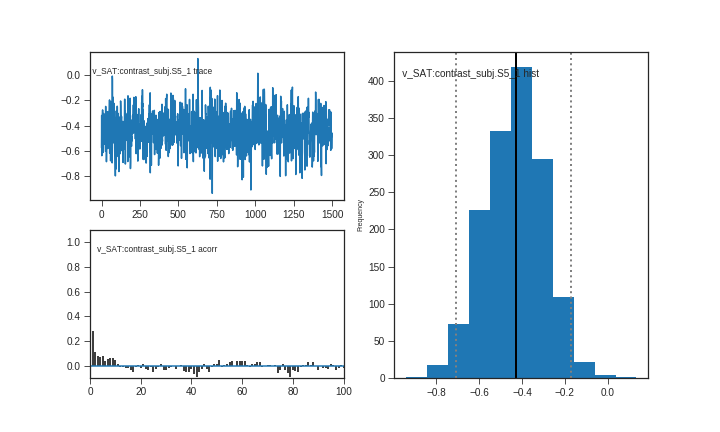 v_SAT:contrast_subj.S5_1 trace
0.0
−0.2
−0.4
−0.6
−0.8
0 250 500 750 1000 1250 1500
v_SAT:contrast_subj.S5_1 acorr
1.0
0.8
0.6
0.4
0.2
0.0
0 20 40 60 80 100
v_SAT:contrast_subj.S5_1 hist
Frequency
400
350
300
250
200
150
100
50
0
−0.8 −0.6 −0.4 −0.2 0.0